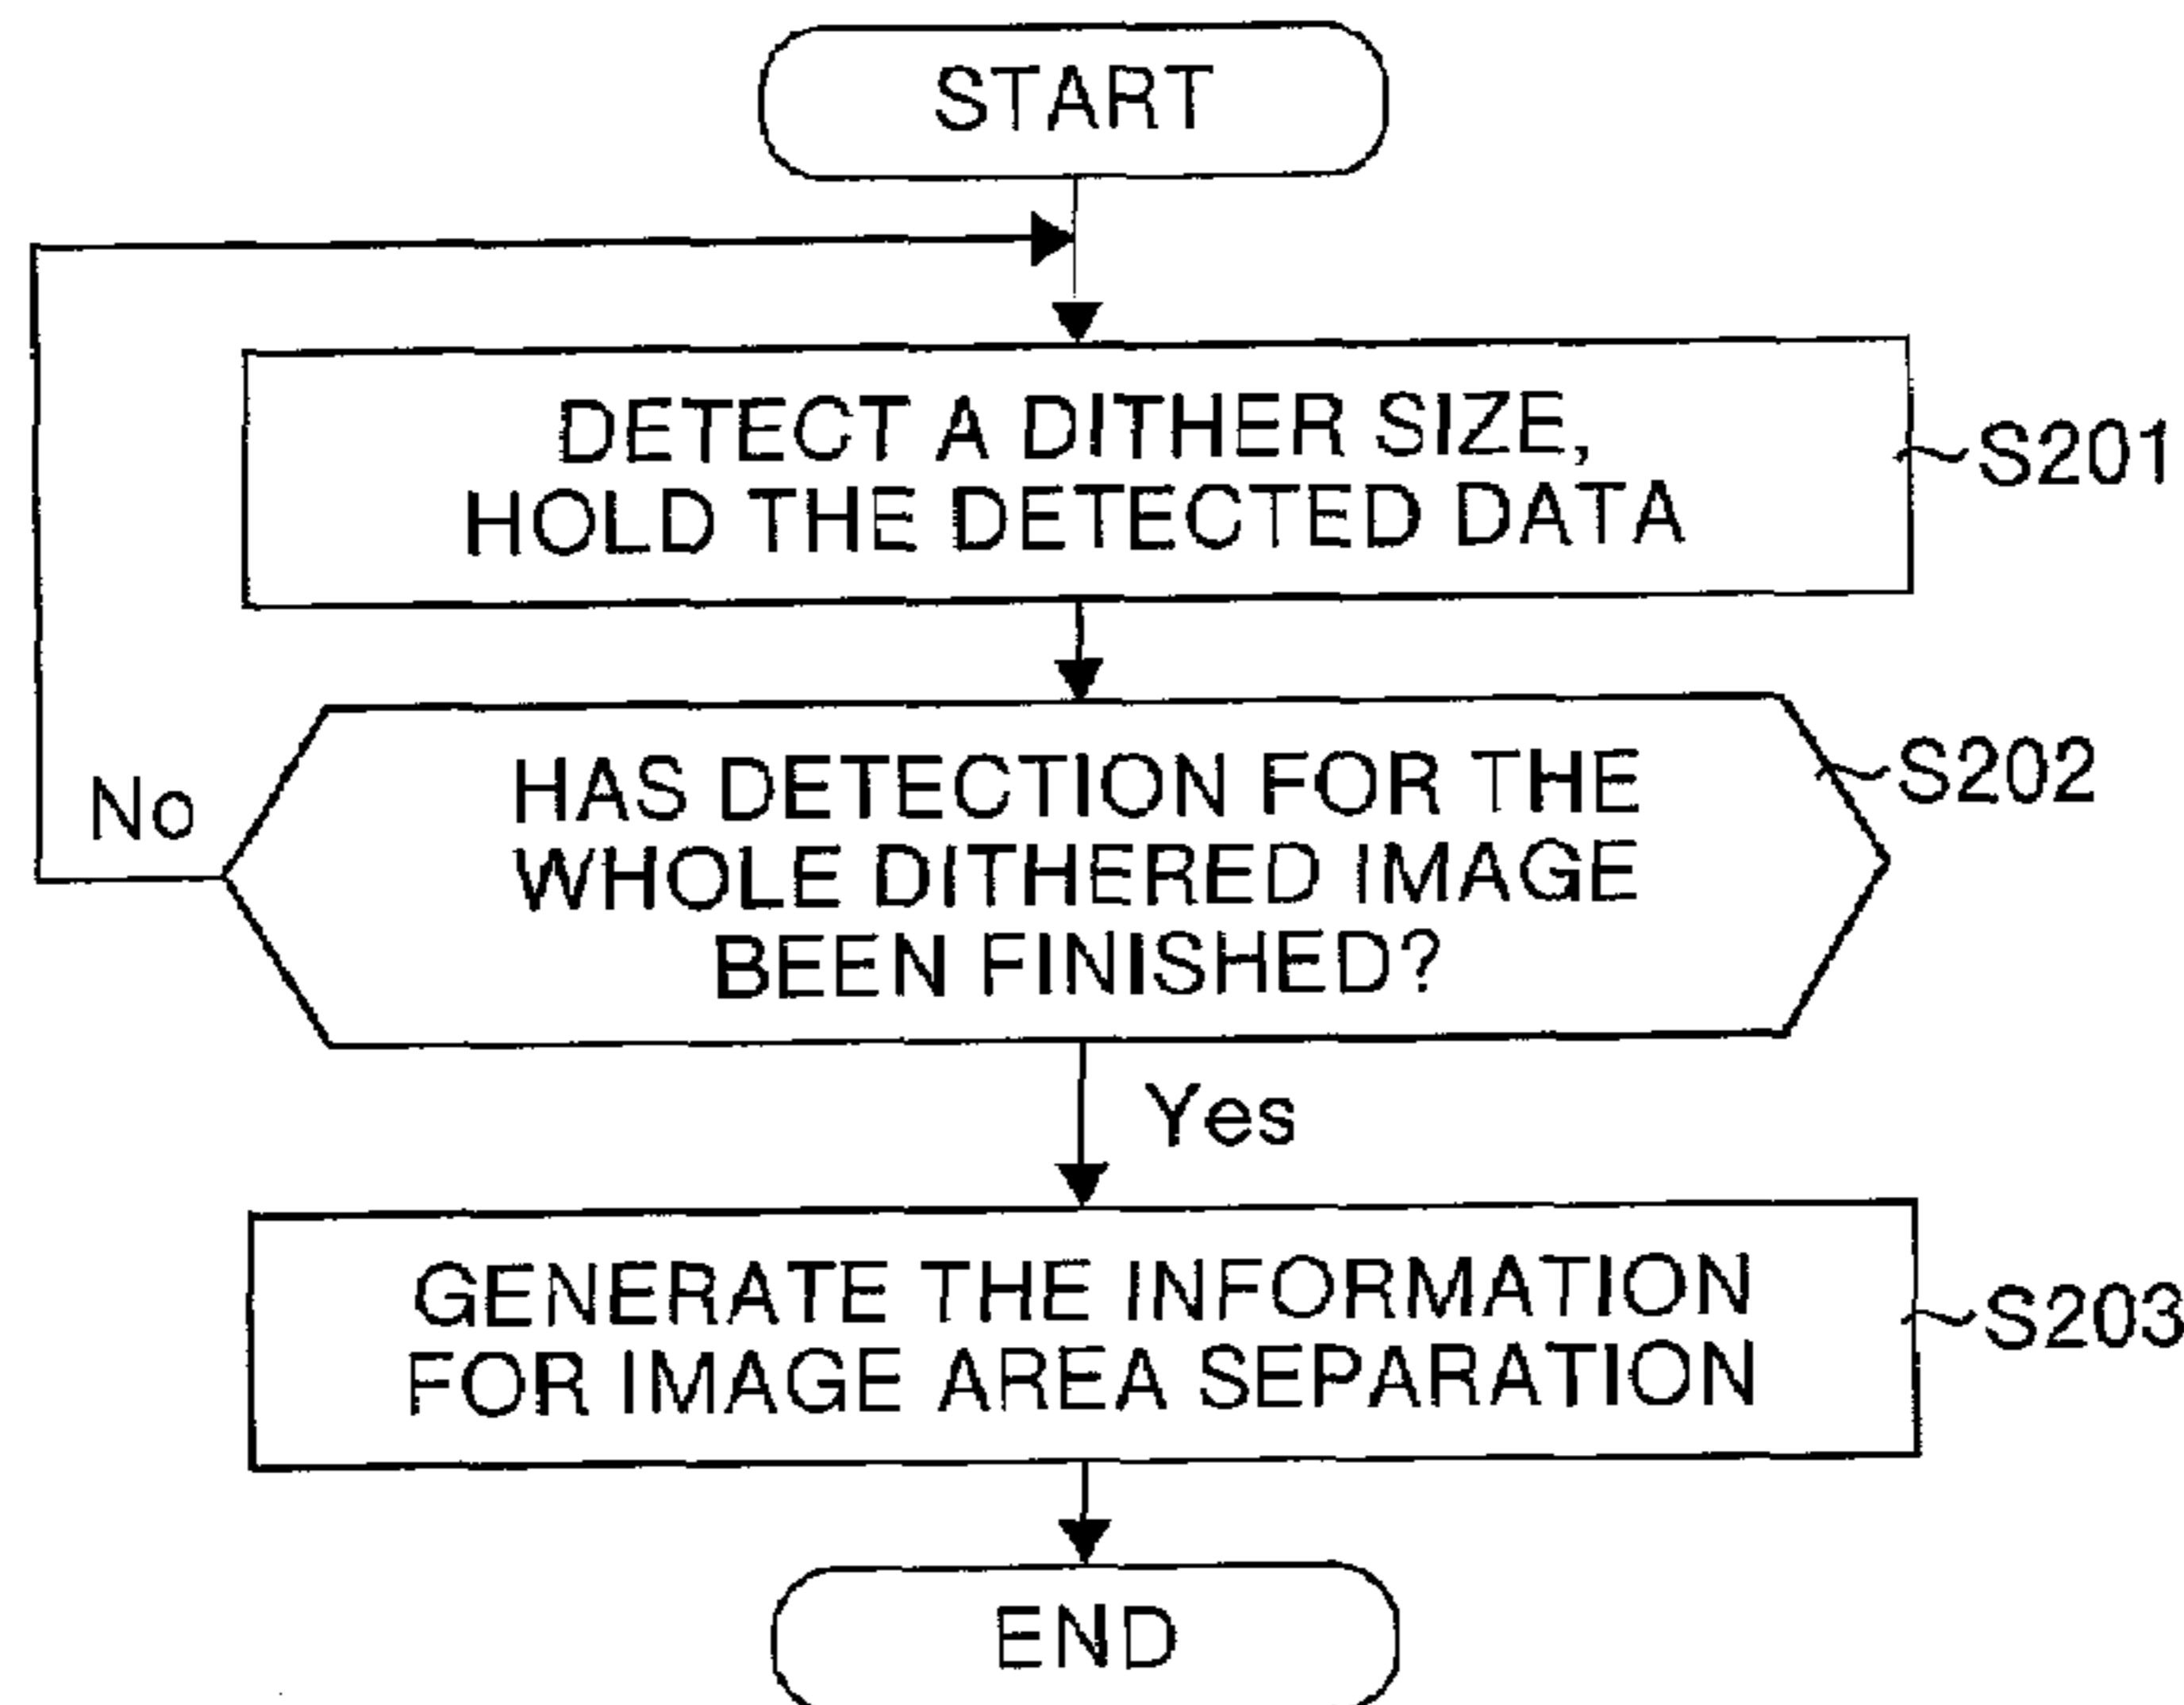 START
DETECT A DITHER SIZE,
HOLD THE DETECTED DATA
S201
HAS DETECTION FOR THE
WHOLE DITHERED IMAGE
BEEN FINISHED?
S202
No
Yes
GENERATE THE INFORMATION
FOR IMAGE AREA SEPARATION
S203
END